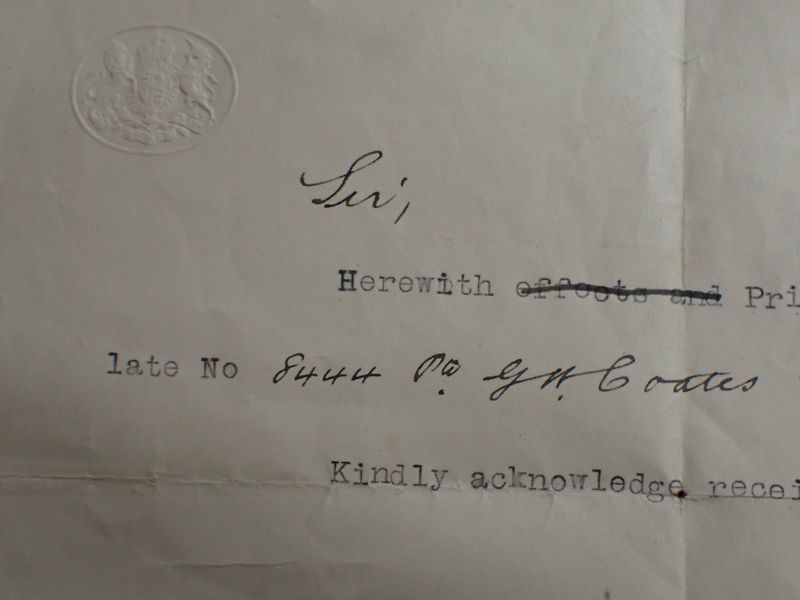 Sir,
Herewith effects and Pri
late No 8444 Pte G H. Coates
Kindly acknowledge recei